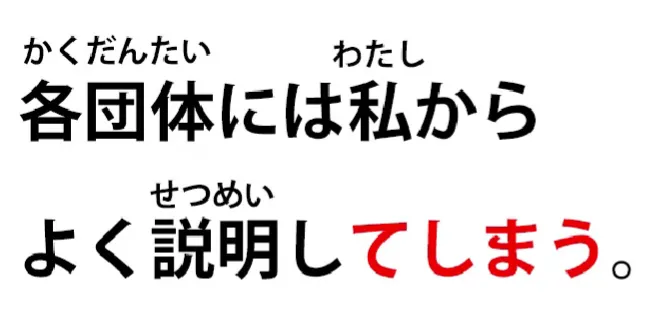 かくだんたい わたし
各団体には私から
せつめい
よく説明してしまう。